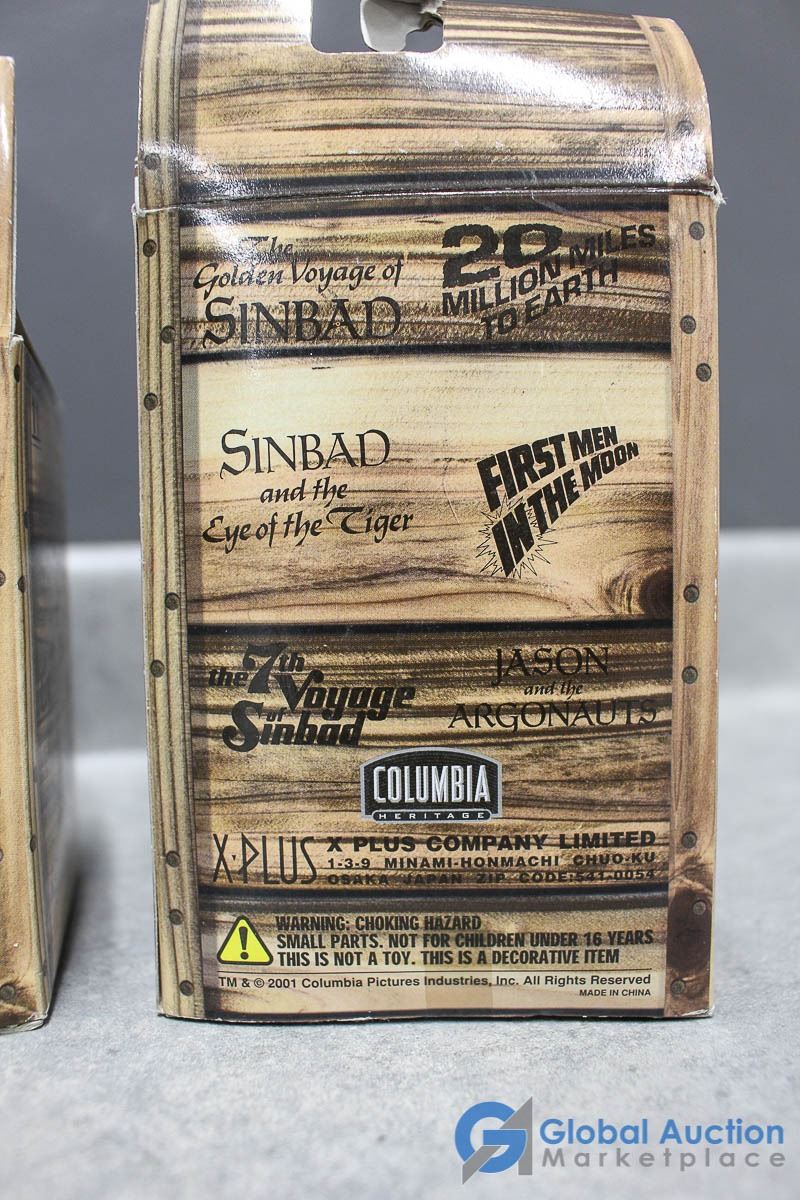 The
Golden Voyage of
SINBAD
20
MILLION MILES
TO EARTH
SINBAD
and the
Eye of the Tiger
FIRST MEN
IN THE MOON
the 7th
Voyage
of
Sinbad
JASON
and the
ARGONAUTS
COLUMBIA
HERITAGE
X·PLUS
X PLUS COMPANY LIMITED
1-3-9 MINAMI-HONMACHI CHUO-KU
OSAKA JAPAN ZIP CODE:541-0054
WARNING: CHOKING HAZARD
SMALL PARTS. NOT FOR CHILDREN UNDER 16 YEARS
THIS IS NOT A TOY. THIS IS A DECORATIVE ITEM
TM & © 2001 Columbia Pictures Industries, Inc. All Rights Reserved
MADE IN CHINA
Global Auction
Marketplace